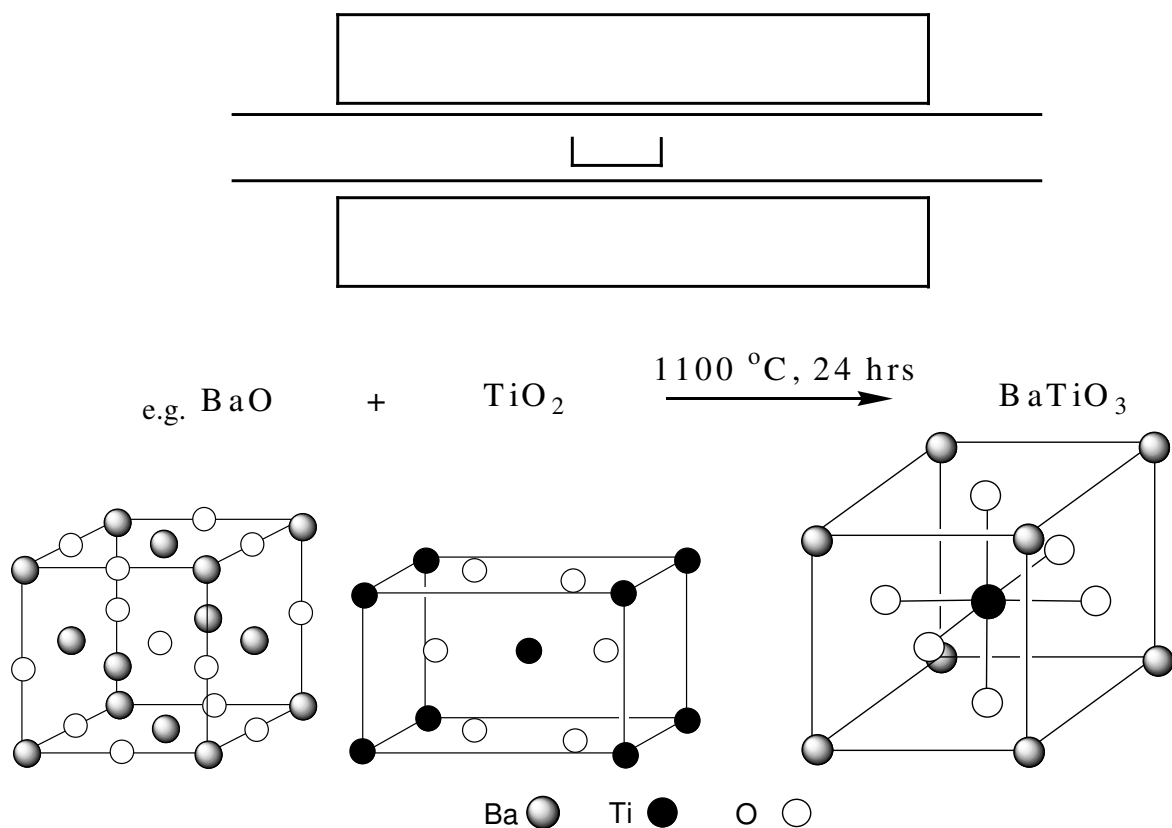 1100 °C, 24 hrs
e.g. BaO + TiO₂ BaTiO₃
Ba Ti O